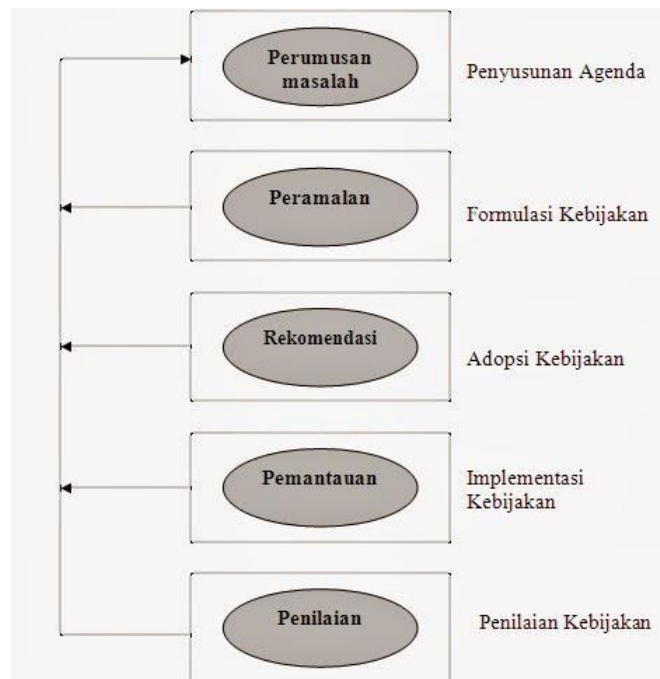 Perumusan
masalah
Penyusunan Agenda
Peramalan
Formulasi Kebijakan
Rekomendasi
Adopsi Kebijakan
Pemantauan
Implementasi
Kebijakan
Penilaian
Penilaian Kebijakan